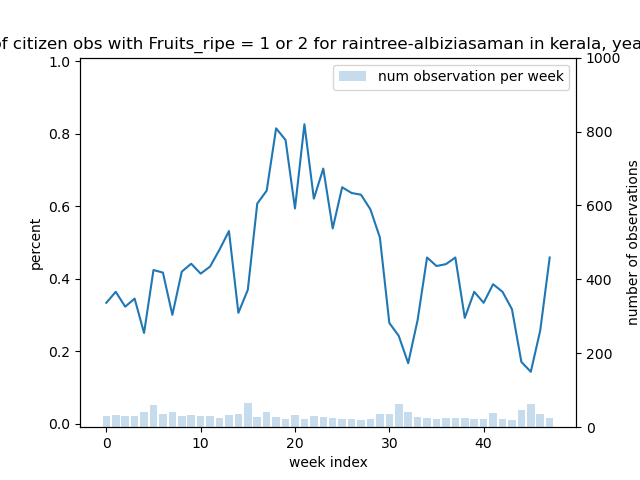 of citizen obs with Fruits_ripe = 1 or 2 for raintree-albiziasaman in kerala,
num observation per week
percent
1.0
0.8
0.6
0.4
0.2
0.0
1000
800
600
400
200
0
number of observations
0 10 20 30 40
week index